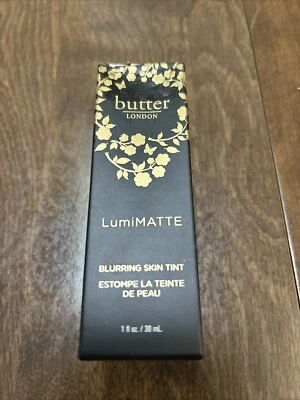 butter
LONDON
LumiMATTE
BLURRING SKIN TINT
ESTOMPE LA TEINTE
DE PEAU
1 fl oz. / 30 mL